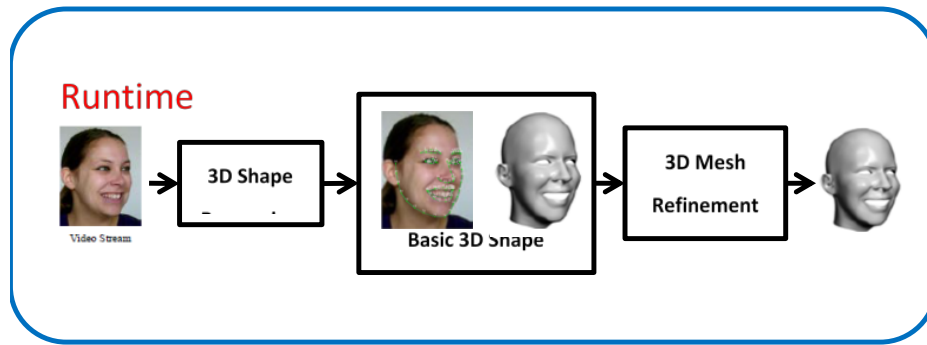 Runtime
Video Stream
3D Shape
Basic 3D Shape
3D Mesh
Refinement